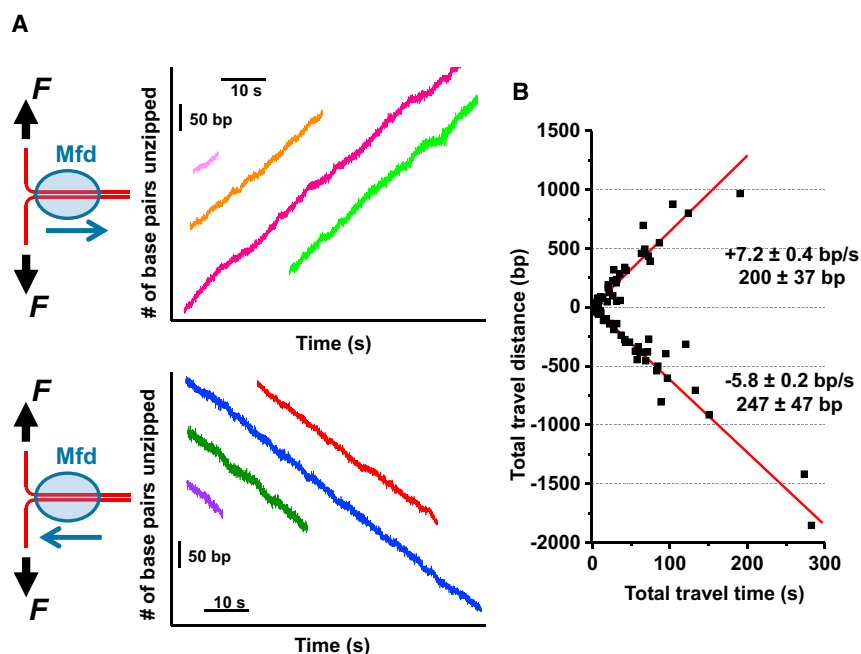 A
F
Mfd
F
# of base pairs unzipped
10 s
50 bp
Time (s)
F
Mfd
F
# of base pairs unzipped
50 bp
10 s
Time (s)
B
Total travel distance (bp)
1500
1000
500
0
-500
-1000
-1500
-2000
+7.2 ± 0.4 bp/s
200 ± 37 bp
-5.8 ± 0.2 bp/s
247 ± 47 bp
0 100 200 300
Total travel time (s)